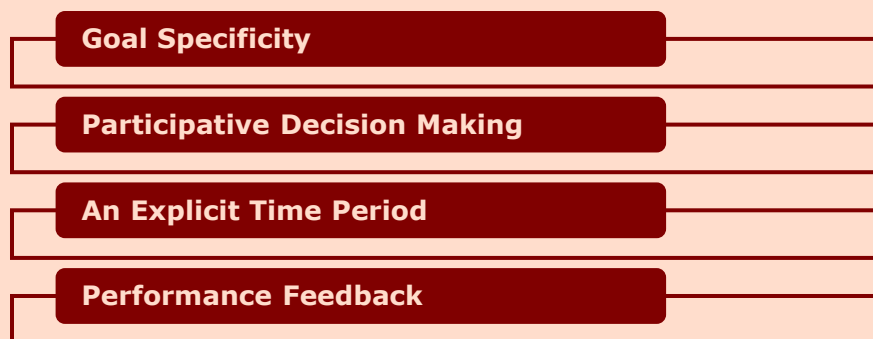 Goal Specificity
Participative Decision Making
An Explicit Time Period
Performance Feedback